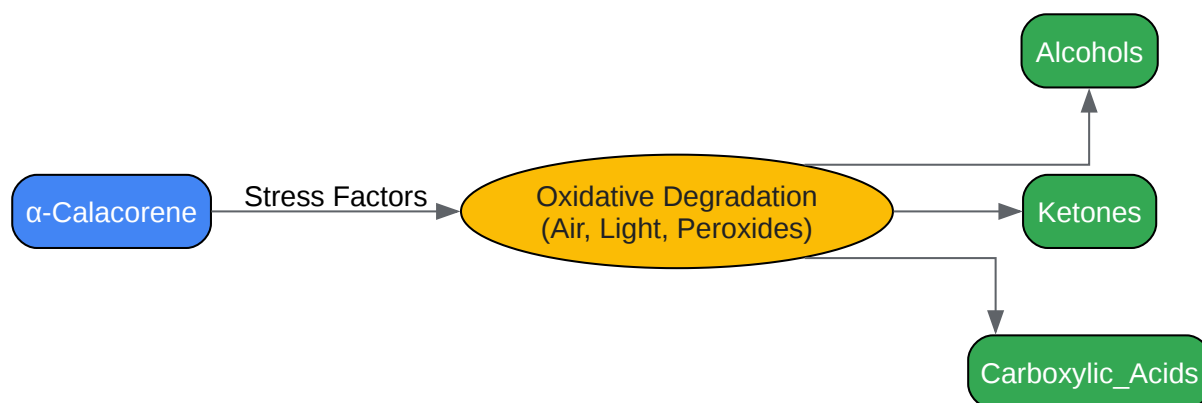 α-Calacorene
Stress Factors
Oxidative Degradation
(Air, Light, Peroxides)
Alcohols
Ketones
Carboxylic_Acids